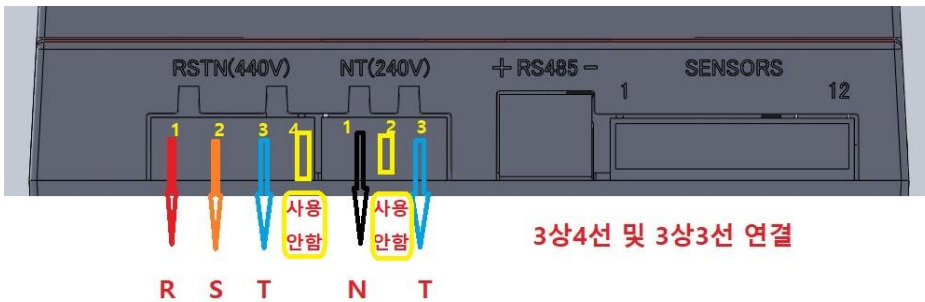 RSTN(440V) NT(240V) + RS485 - SENSORS
1 12
1 2 3 4 1 2 3
사용 사용
안함 안함
3상4선 및 3상3선 연결
R S T N T